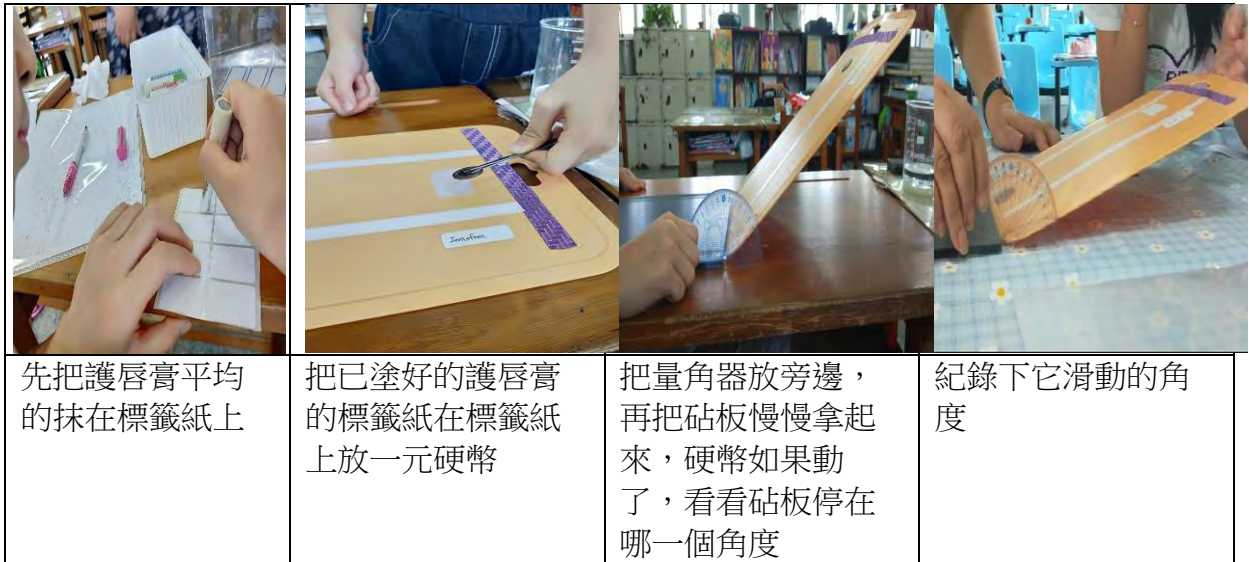 先把護唇膏平均
的抹在標籤紙上
把已塗好的護唇膏
的標籤紙在標籤紙
上放一元硬幣
把量角器放旁邊，
再把砧板慢慢拿起
來，硬幣如果動
了，看看砧板停在
哪一個角度
紀錄下它滑動的角
度